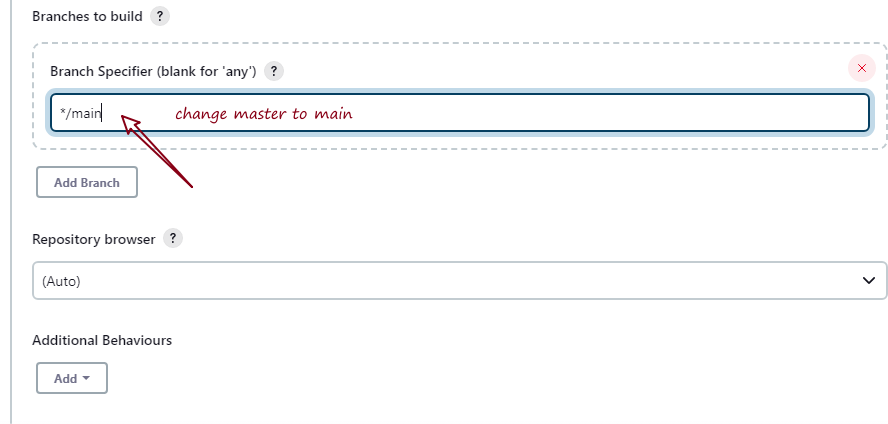 Branches to build ?
Branch Specifier (blank for 'any') ?
*/main
change master to main
Add Branch
Repository browser ?
(Auto)
Additional Behaviours
Add